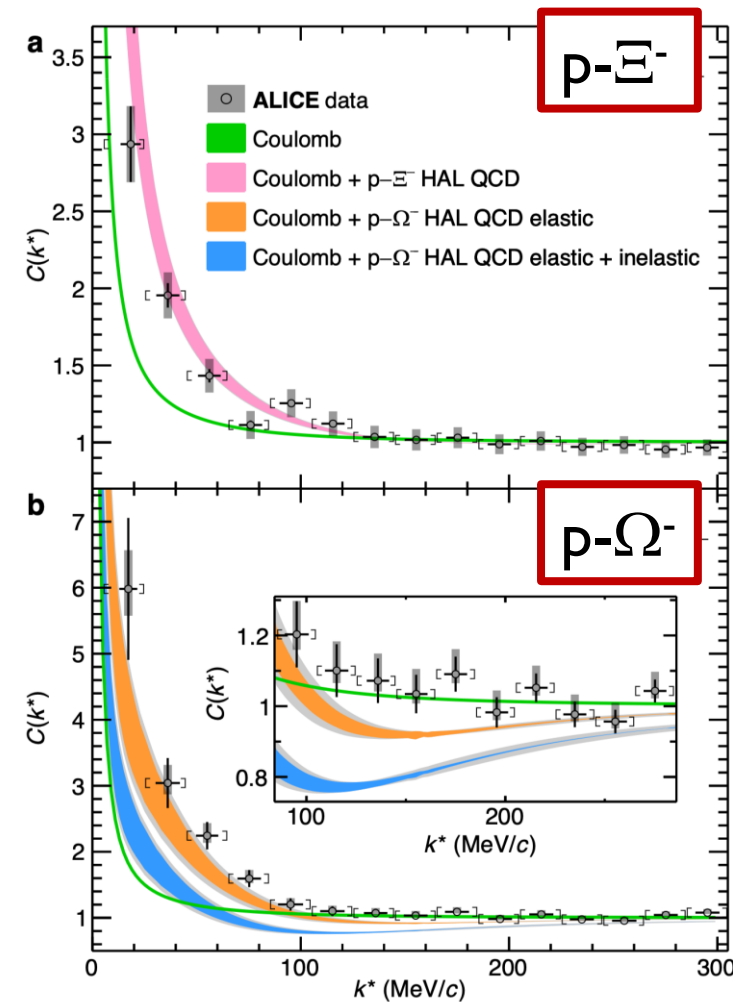 a
p-Ξ-
3.5
3
2.5
2
1.5
1
C(k*)
ALICE data
Coulomb
Coulomb + p–Ξ− HAL QCD
Coulomb + p–Ω− HAL QCD elastic
Coulomb + p–Ω− HAL QCD elastic + inelastic
b
p-Ω-
7
6
5
4
3
2
1
C(k*)
1.2
1
0.8
C(k*)
100
200
k* (MeV/c)
0
100
200
300
k* (MeV/c)